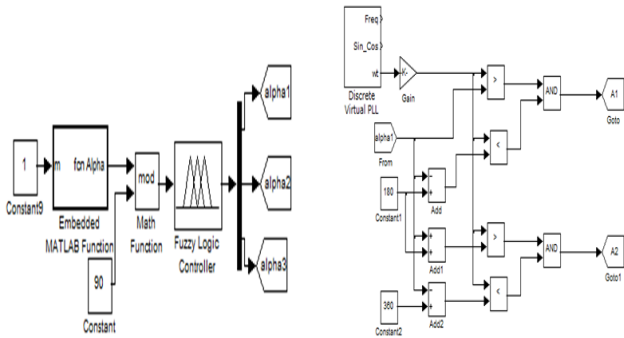 1
Constant9
m
fcn Alpha
Embedded
MATLAB Function
90
Constant
mod
Math
Function
Fuzzy Logic
Controller
alpha1
alpha2
alpha3
Freq
Sin_Cos
wt
Discrete
Virtual PLL
-K-
Gain
alpha1
From
180
Constant1
360
Constant2
- +
Add
+ +
Add1
- +
Add2
>
<
>
<
AND
AND
A1
Goto
A2
Goto1